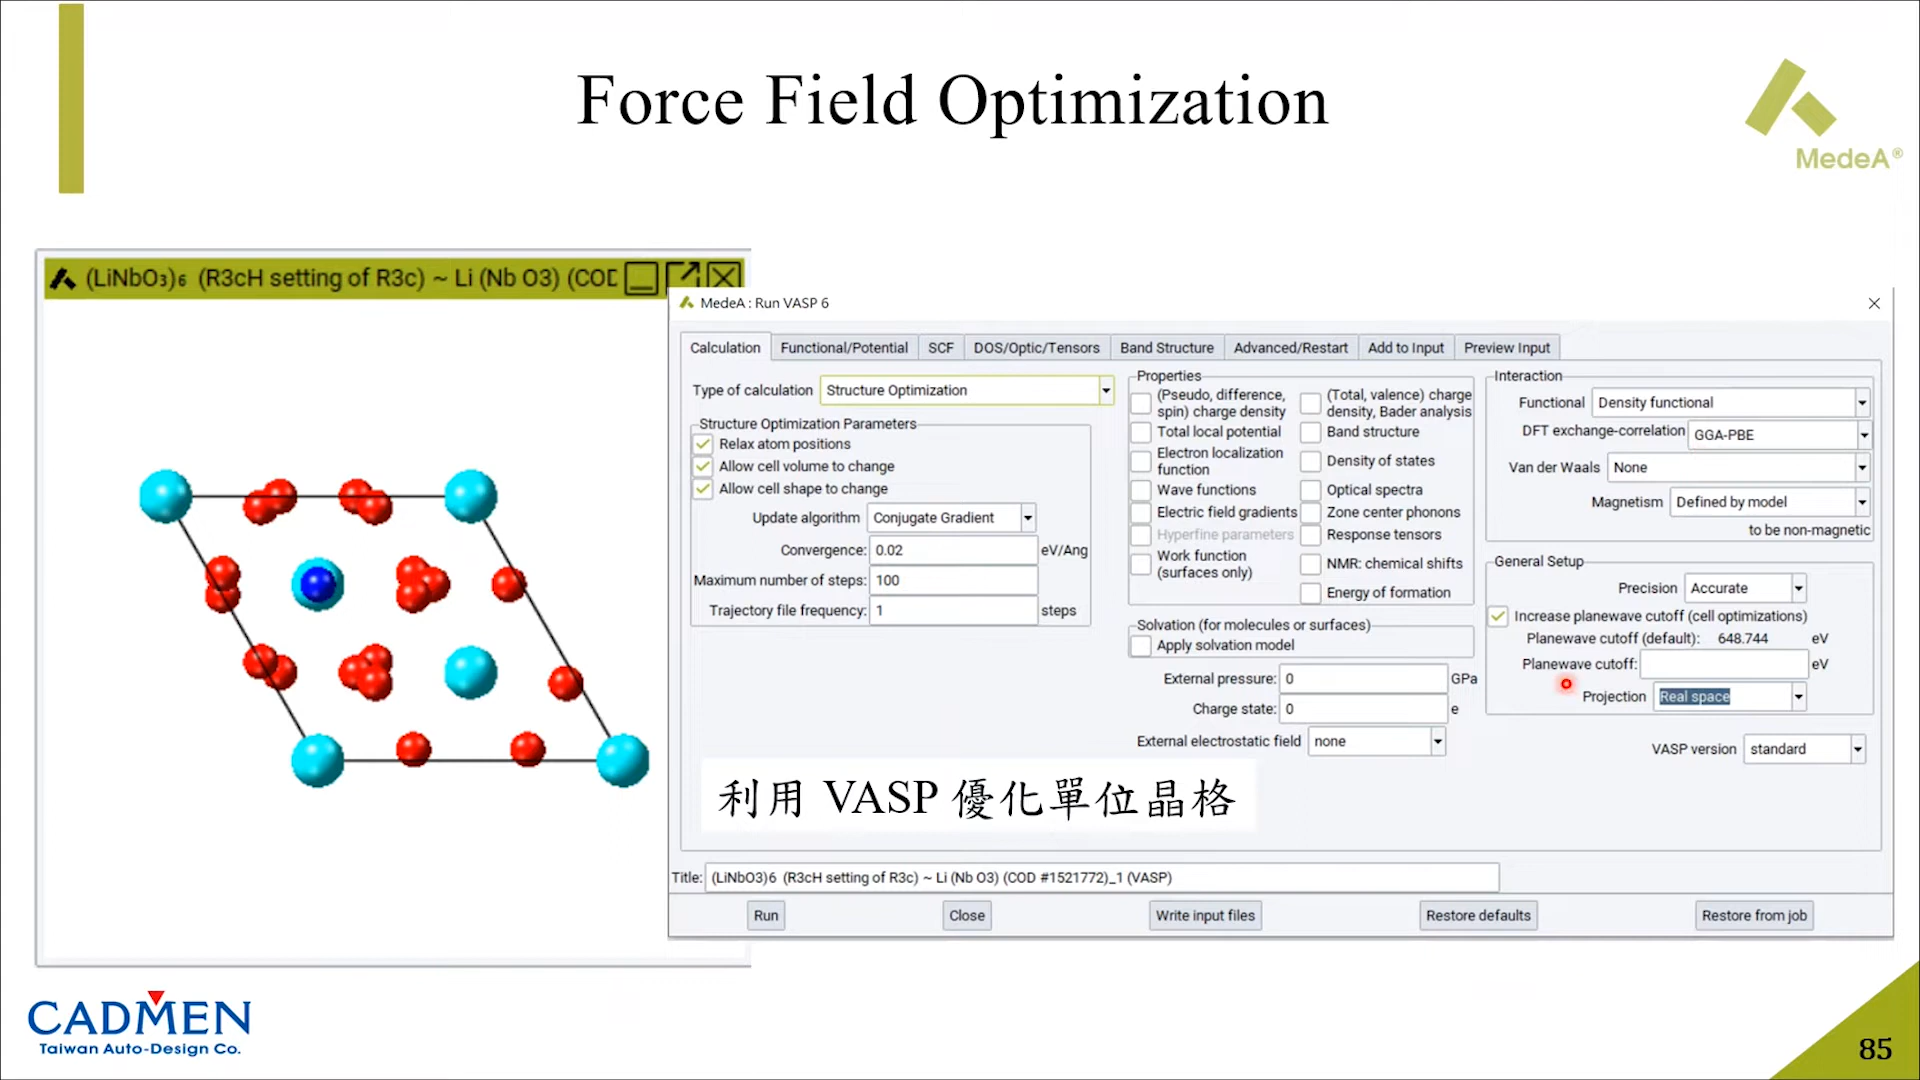 Force Field Optimization
MedeA®
(LiNbO₃)₆ (R3cH setting of R3c) ~ Li (Nb O3) (COD
MedeA : Run VASP 6
Calculation
Functional/Potential
SCF
DOS/Optic/Tensors
Band Structure
Advanced/Restart
Add to Input
Preview Input
Type of calculation Structure Optimization
Structure Optimization Parameters
Relax atom positions
Allow cell volume to change
Allow cell shape to change
Update algorithm Conjugate Gradient
Convergence: 0.02 eV/Ang
Maximum number of steps: 100
Trajectory file frequency: 1 steps
Properties
(Pseudo, difference,
spin) charge density
Total local potential
Electron localization
function
Wave functions
Electric field gradients
Hyperfine parameters
Work function
(surfaces only)
(Total, valence) charge
density, Bader analysis
Band structure
Density of states
Optical spectra
Zone center phonons
Response tensors
NMR: chemical shifts
Energy of formation
Solvation (for molecules or surfaces)
Apply solvation model
External pressure: 0 GPa
Charge state: 0 e
External electrostatic field none
Interaction
Functional Density functional
DFT exchange-correlation GGA-PBE
Van der Waals None
Magnetism Defined by model
to be non-magnetic
General Setup
Precision Accurate
Increase planewave cutoff (cell optimizations)
Planewave cutoff (default): 648.744 eV
Planewave cutoff: eV
Projection Real space
VASP version standard
利用 VASP 優化單位晶格
Title: (LiNbO3)6 (R3cH setting of R3c) ~ Li (Nb O3) (COD #1521772)_1 (VASP)
Run
Close
Write input files
Restore defaults
Restore from job
CADMEN
Taiwan Auto-Design Co.
85